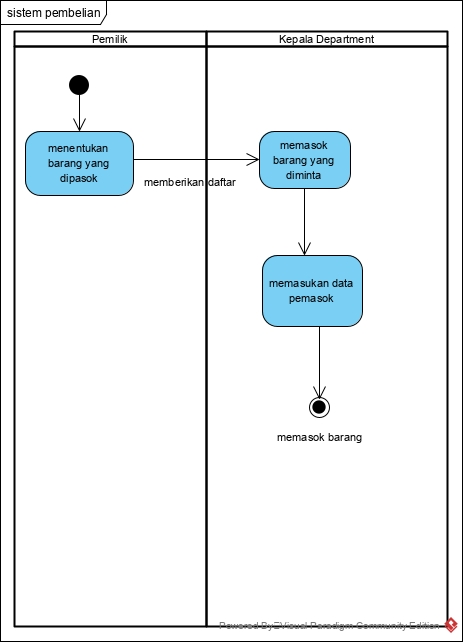 sistem pembelian
Pemilik
Kepala Department
menentukan
barang yang
dipasok
memberikan daftar
memasok
barang yang
diminta
memasukan data
pemasok
memasok barang
Powered By Visual Paradigm Community Edition